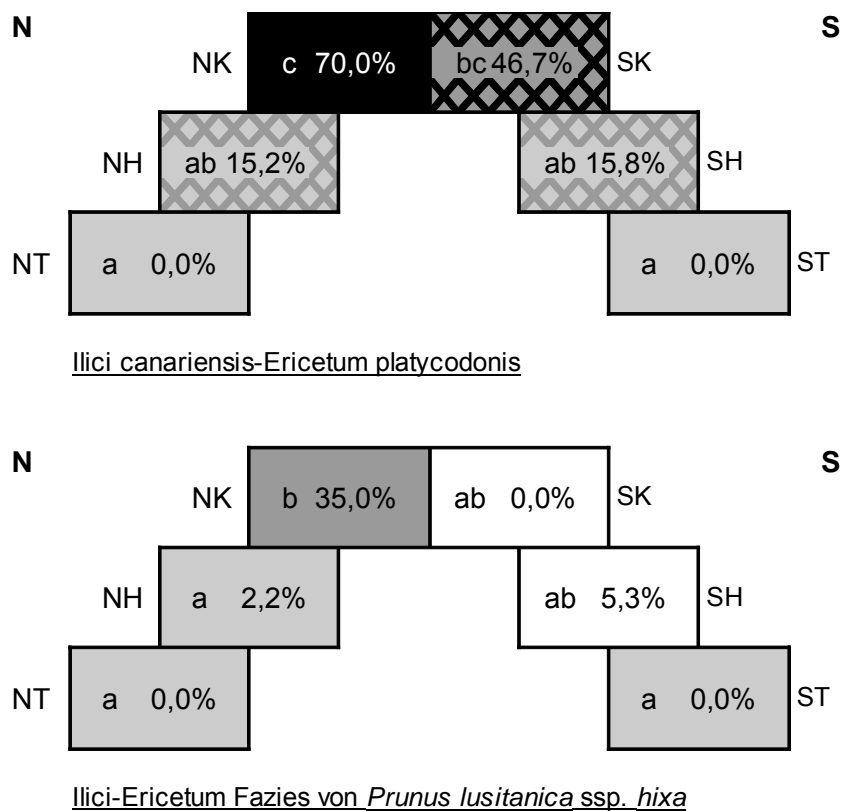 N S
NK c 70,0% bc 46,7% SK
NH ab 15,2% ab 15,8% SH
NT a 0,0% a 0,0% ST
Ilici canariensis-Ericetum platycodonis
N S
NK b 35,0% ab 0,0% SK
NH a 2,2% ab 5,3% SH
NT a 0,0% a 0,0% ST
Ilici-Ericetum Fazies von Prunus lusitanica ssp. hixa